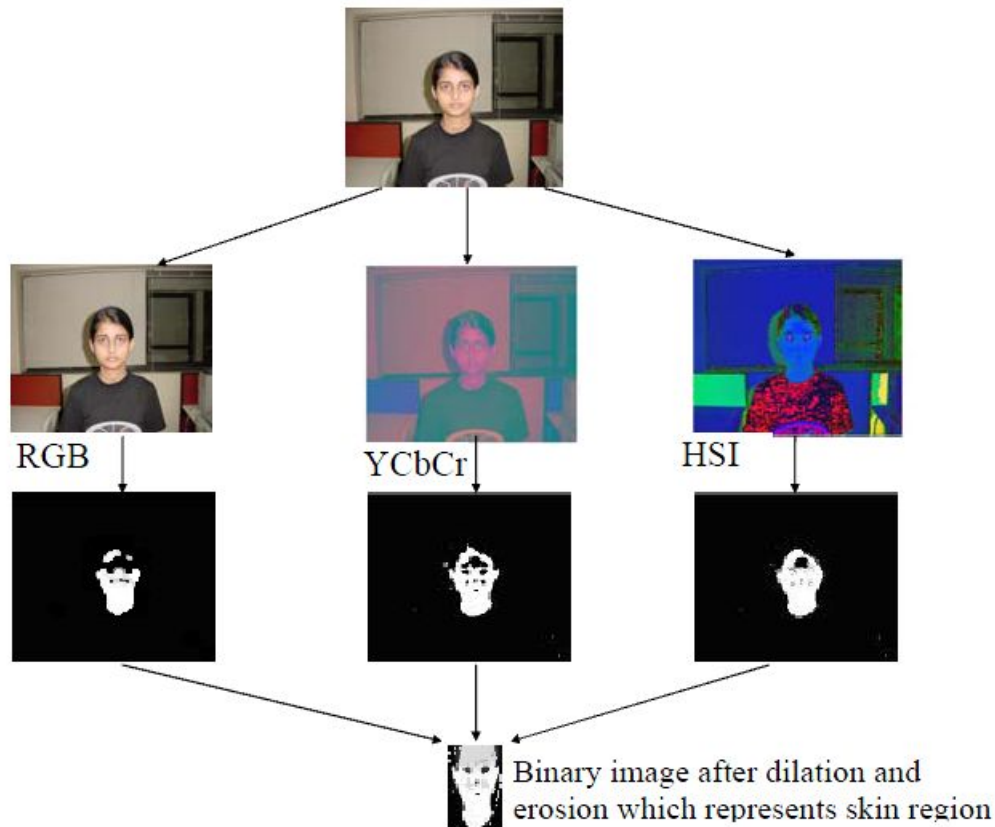 RGB
YCbCr
HSI
Binary image after dilation and
erosion which represents skin region